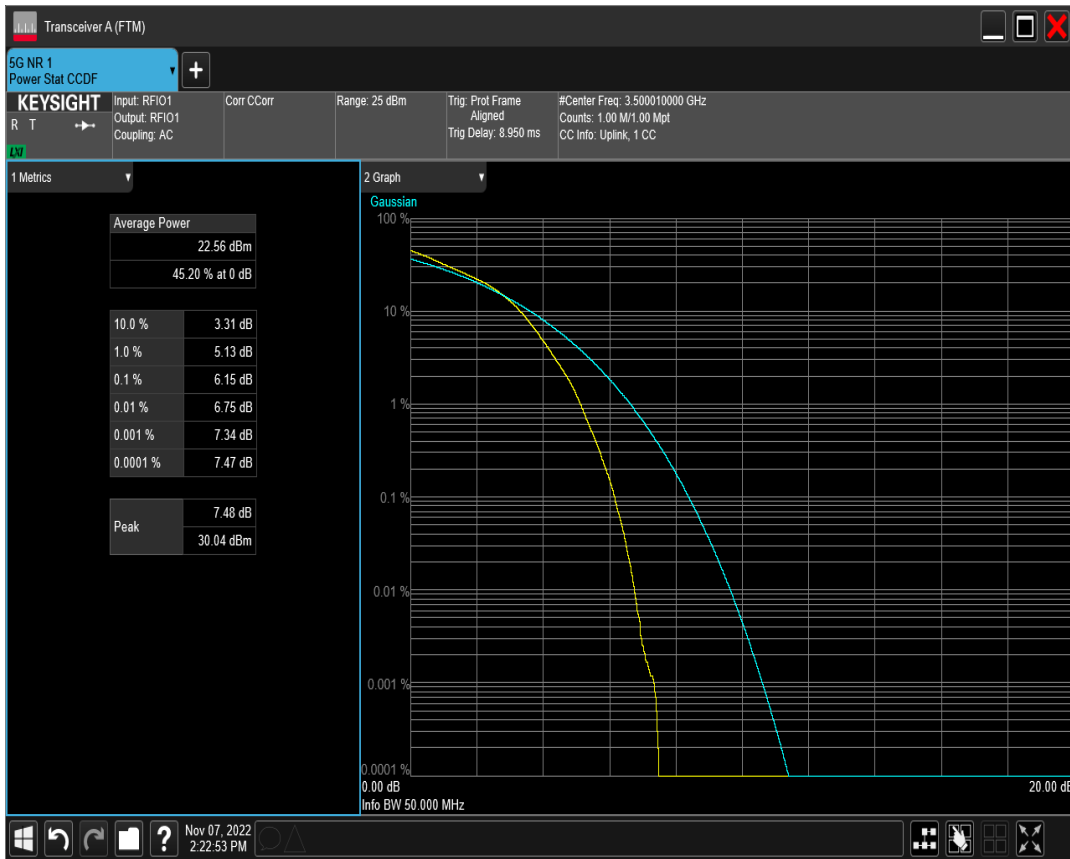 Transceiver A (FTM)
5G NR 1
Power Stat CCDF
+
KEYSIGHT
R T
LXI
Input: RFIO1
Output: RFIO1
Coupling: AC
Corr CCorr
Range: 25 dBm
Trig: Prot Frame
Aligned
Trig Delay: 8.950 ms
#Center Freq: 3.500010000 GHz
Counts: 1.00 M/1.00 Mpt
CC Info: Uplink, 1 CC
1 Metrics
Average Power
22.56 dBm
45.20 % at 0 dB
10.0 % 3.31 dB
1.0 % 5.13 dB
0.1 % 6.15 dB
0.01 % 6.75 dB
0.001 % 7.34 dB
0.0001 % 7.47 dB
Peak
7.48 dB
30.04 dBm
2 Graph
Gaussian
100 %
10 %
1 %
0.1 %
0.01 %
0.001 %
0.0001 %
0.00 dB 20.00 dB
Info BW 50.000 MHz
?
Nov 07, 2022
2:22:53 PM